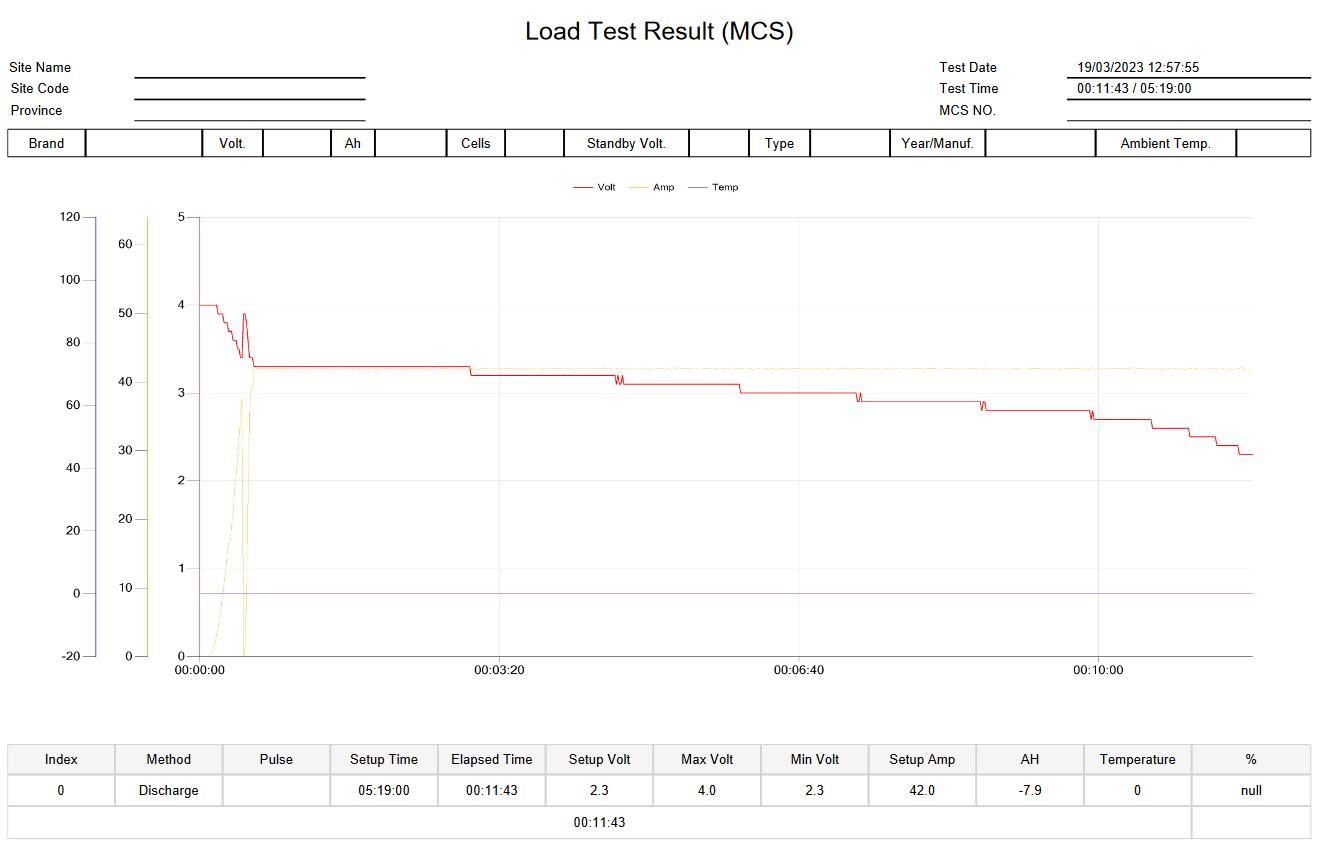 Load Test Result (MCS)
Site Name
Test Date 19/03/2023 12:57:55
Site Code
Test Time 00:11:43 / 05:19:00
Province
MCS NO.
Brand Volt. Ah Cells Standby Volt. Type Year/Manuf. Ambient Temp.
Volt Amp Temp
120 5
60
100
4
50
80
40
3
60
30
40 2
20
20
1
10
0
-20 0 0
00:00:00 00:03:20 00:06:40 00:10:00
Index Method Pulse Setup Time Elapsed Time Setup Volt Max Volt Min Volt Setup Amp AH Temperature %
0 Discharge 05:19:00 00:11:43 2.3 4.0 2.3 42.0 -7.9 0 null
00:11:43